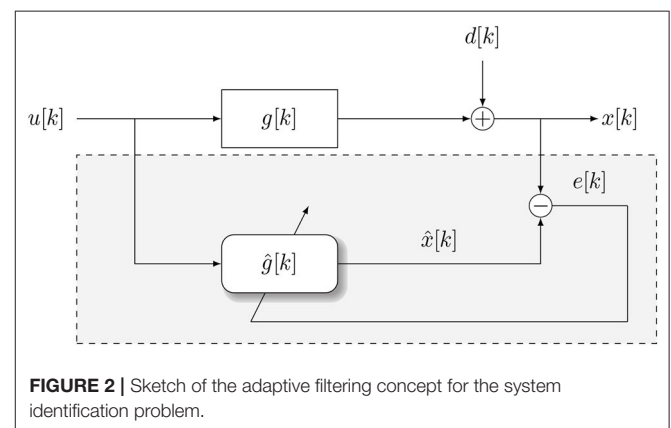 d[k]
u[k]
g[k]
x[k]
e[k]
x̂[k]
ĝ[k]
FIGURE 2 | Sketch of the adaptive filtering concept for the system
identification problem.